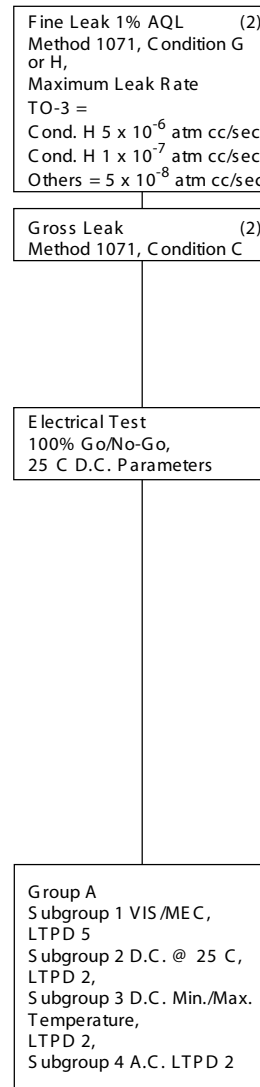 Fine Leak 1% AQL (2)
Method 1071, Condition G
or H,
Maximum Leak Rate
TO-3 =
Cond. H 5 x 10⁻⁶ atm cc/sec
Cond. H 1 x 10⁻⁷ atm cc/sec
Others = 5 x 10⁻⁸ atm cc/sec
Gross Leak (2)
Method 1071, Condition C
Electrical Test
100% Go/No-Go,
25 C D.C. Parameters
Group A
Subgroup 1 VIS/MEC,
LTPD 5
Subgroup 2 D.C. @ 25 C,
LTPD 2,
Subgroup 3 D.C. Min./Max.
Temperature,
LTPD 2,
Subgroup 4 A.C. LTPD 2